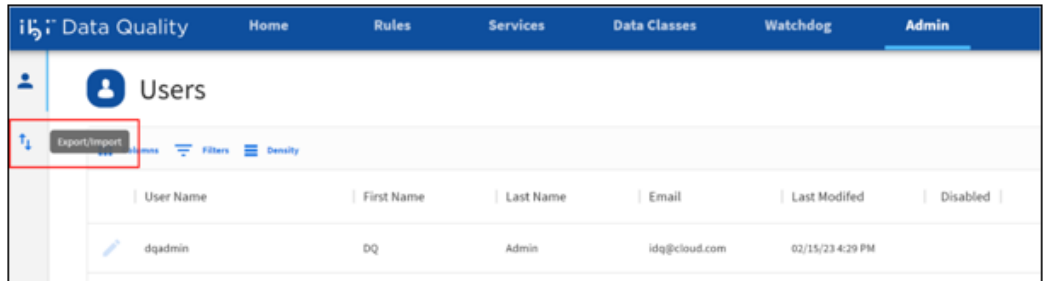 ibi Data Quality Home Rules Services Data Classes Watchdog Admin
Users
Export/Import
Filters Density
User Name First Name Last Name Email Last Modifed Disabled
dqadmin DQ Admin idq@cloud.com 02/15/23 4:29 PM